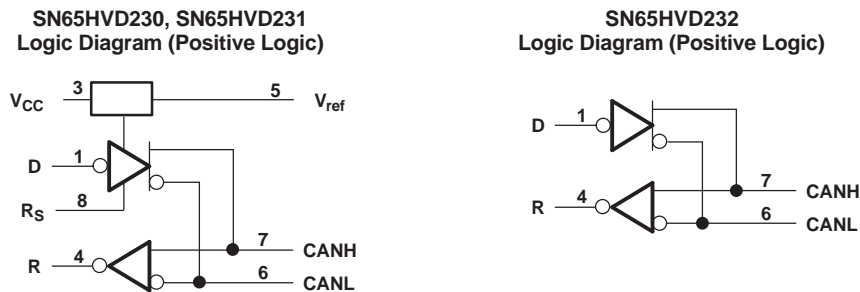 SN65HVD230, SN65HVD231
Logic Diagram (Positive Logic)
VCC
3
5
Vref
D
1
RS
8
R
4
7
CANH
6
CANL
SN65HVD232
Logic Diagram (Positive Logic)
D
1
R
4
7
CANH
6
CANL